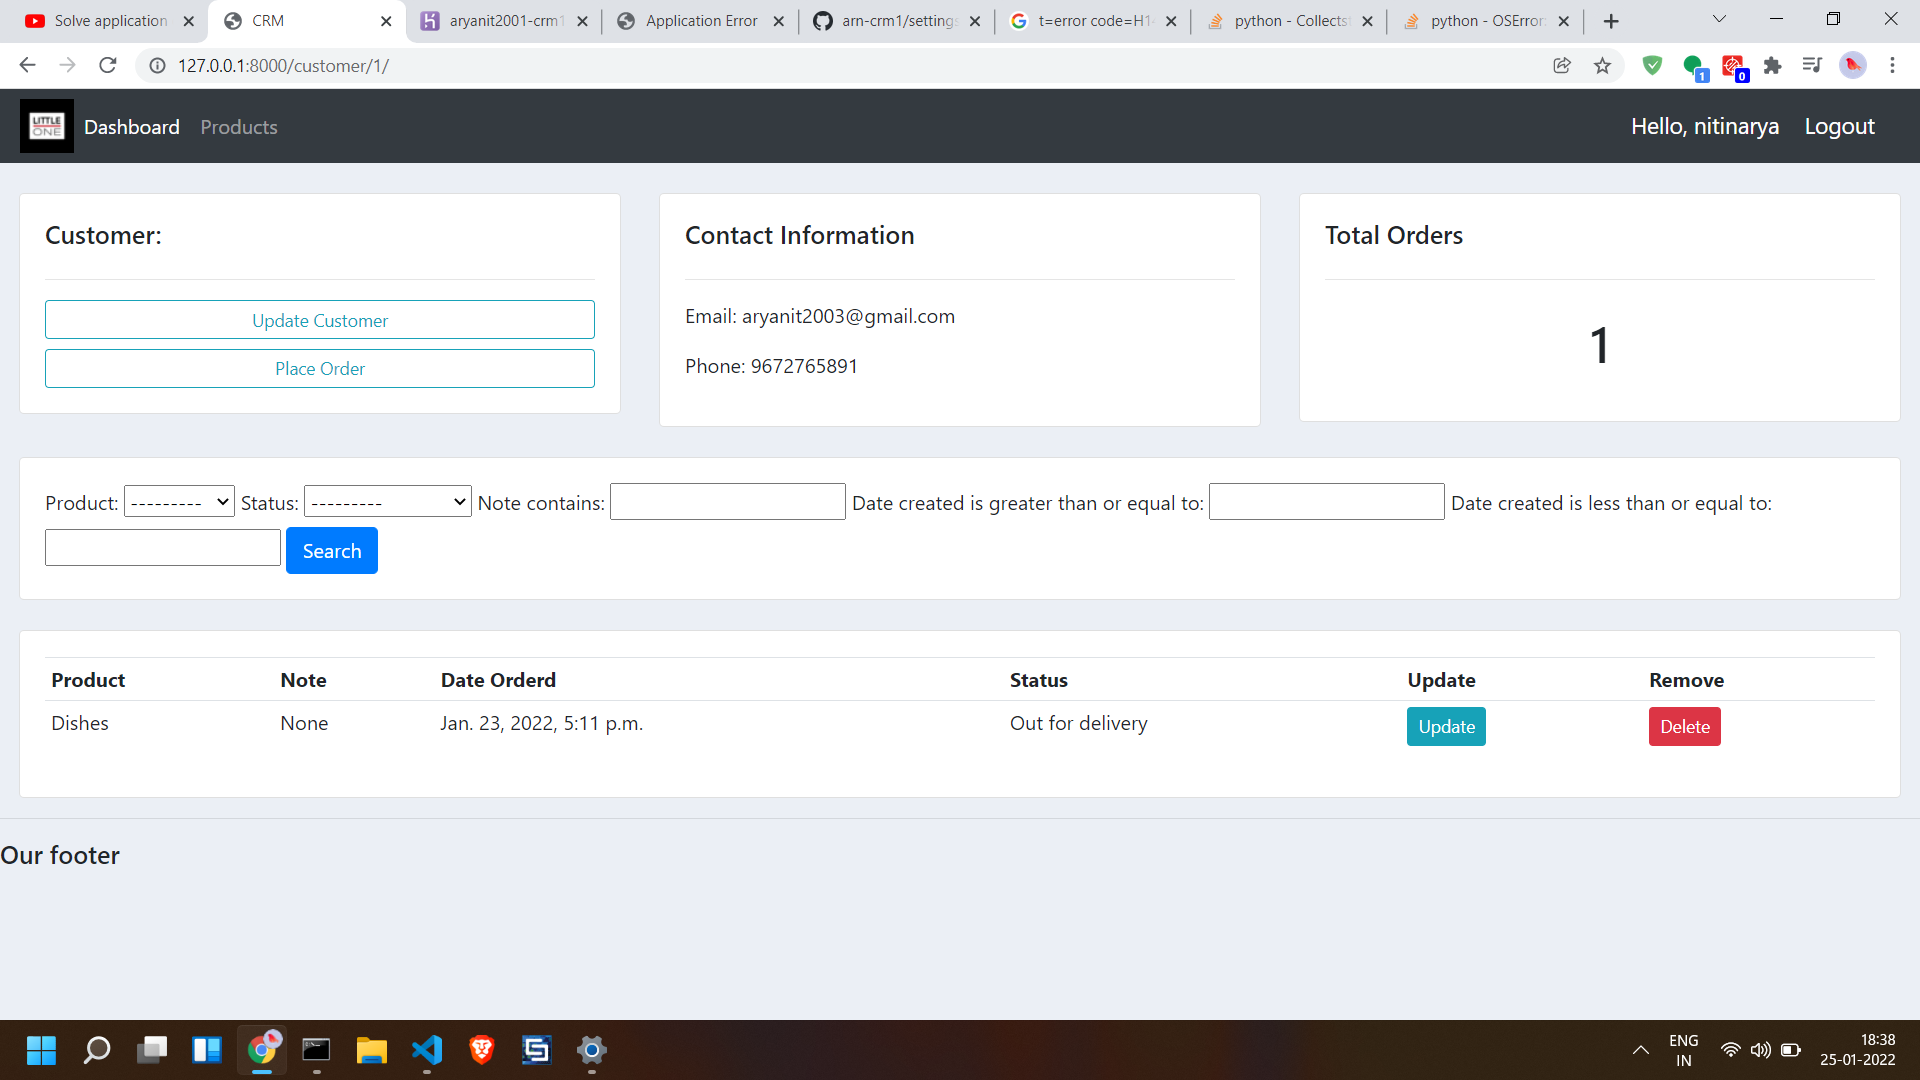 Solve application
CRM
aryanit2001-crm1
Application Error
arn-crm1/settings
t=error code=H1
python - Collectst
python - OSError:
127.0.0.1:8000/customer/1/
1
0
LITTLE
ONE
Dashboard
Products
Hello, nitinarya
Logout
Customer:
Update Customer
Place Order
Contact Information
Email: aryanit2003@gmail.com
Phone: 9672765891
Total Orders
1
Product: --------- Status: --------- Note contains: Date created is greater than or equal to: Date created is less than or equal to:
Search
Product Note Date Orderd Status Update Remove
Dishes None Jan. 23, 2022, 5:11 p.m. Out for delivery Update Delete
Our footer
ENG
IN
18:38
25-01-2022